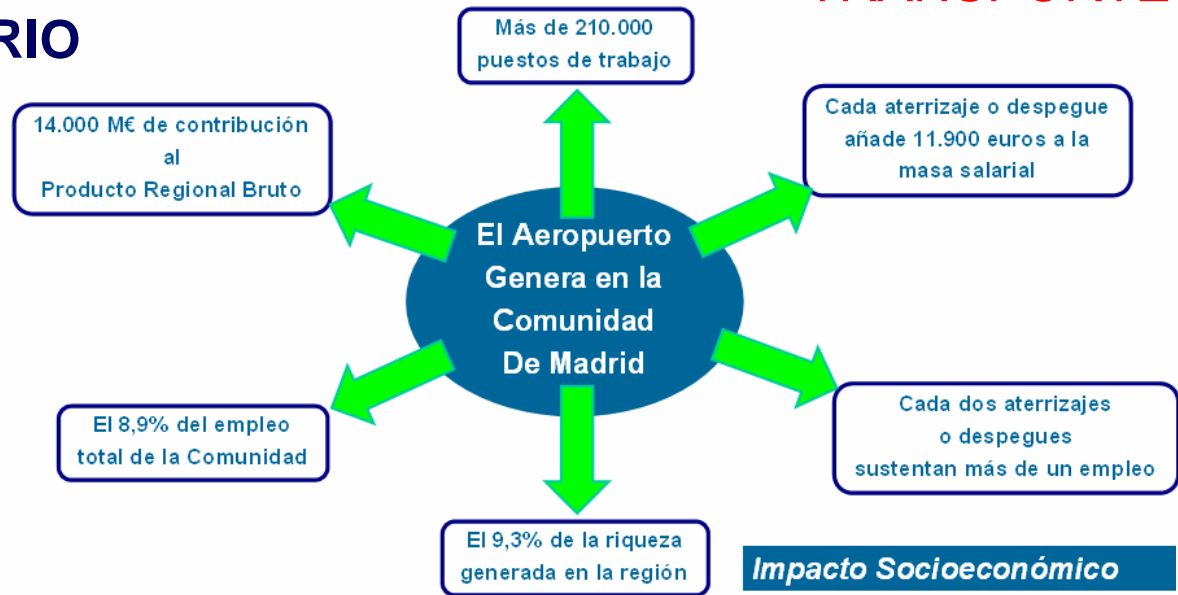 RIO
Más de 210.000
puestos de trabajo
14.000 M€ de contribución
al
Producto Regional Bruto
Cada aterrizaje o despegue
añade 11.900 euros a la
masa salarial
El Aeropuerto
Genera en la
Comunidad
De Madrid
El 8,9% del empleo
total de la Comunidad
Cada dos aterrizajes
o despegues
sustentan más de un empleo
El 9,3% de la riqueza
generada en la región
Impacto Socioeconómico